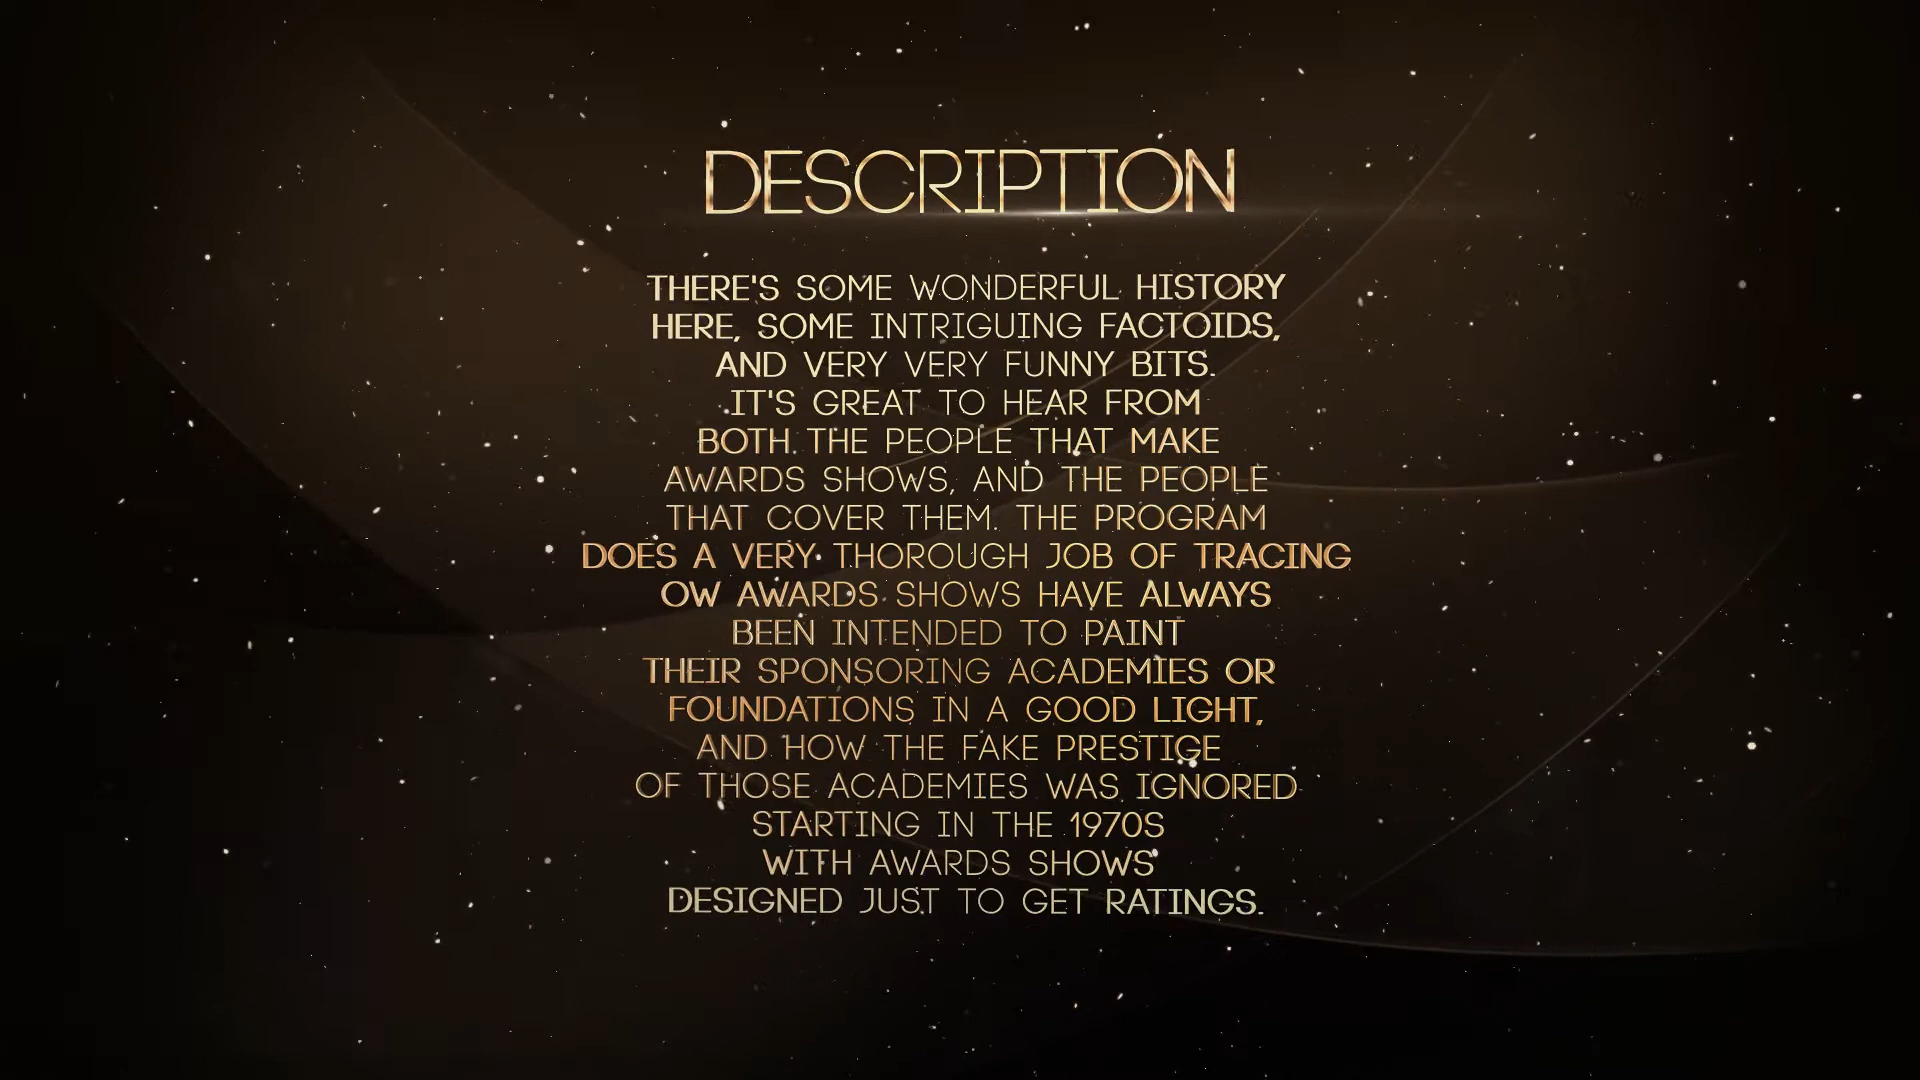 DESCRIPTION
THERE'S SOME WONDERFUL HISTORY
HERE, SOME INTRIGUING FACTOIDS,
AND VERY VERY FUNNY BITS.
IT'S GREAT TO HEAR FROM
BOTH THE PEOPLE THAT MAKE
AWARDS SHOWS, AND THE PEOPLE
THAT COVER THEM. THE PROGRAM
DOES A VERY THOROUGH JOB OF TRACING
OW AWARDS SHOWS HAVE ALWAYS
BEEN INTENDED TO PAINT
THEIR SPONSORING ACADEMIES OR
FOUNDATIONS IN A GOOD LIGHT,
AND HOW THE FAKE PRESTIGE
OF THOSE ACADEMIES WAS IGNORED
STARTING IN THE 1970S
WITH AWARDS SHOWS
DESIGNED JUST TO GET RATINGS.